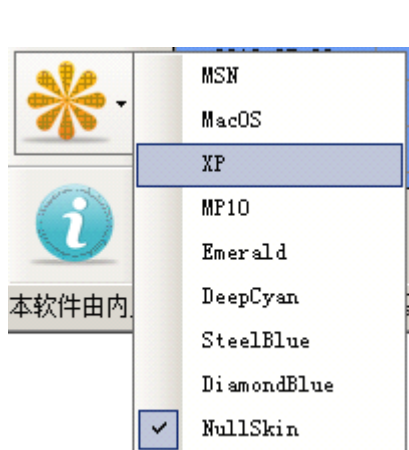 MSN
MacOS
XP
MP10
Emerald
DeepCyan
SteelBlue
DiamondBlue
NullSkin
本软件由内